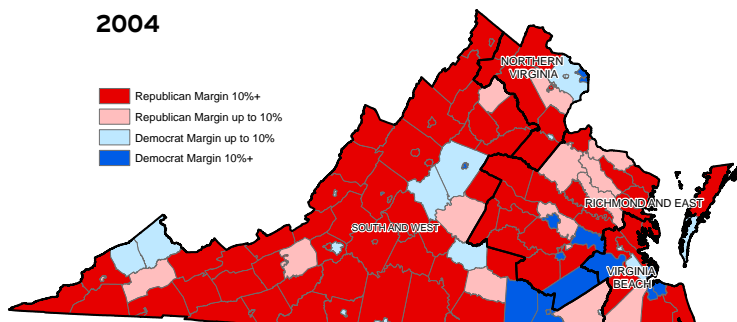 2004
Republican Margin 10%+
Republican Margin up to 10%
Democrat Margin up to 10%
Democrat Margin 10%+
NORTHERN
VIRGINIA
RICHMOND AND EAST
SOUTH AND WEST
VIRGINIA
BEACH